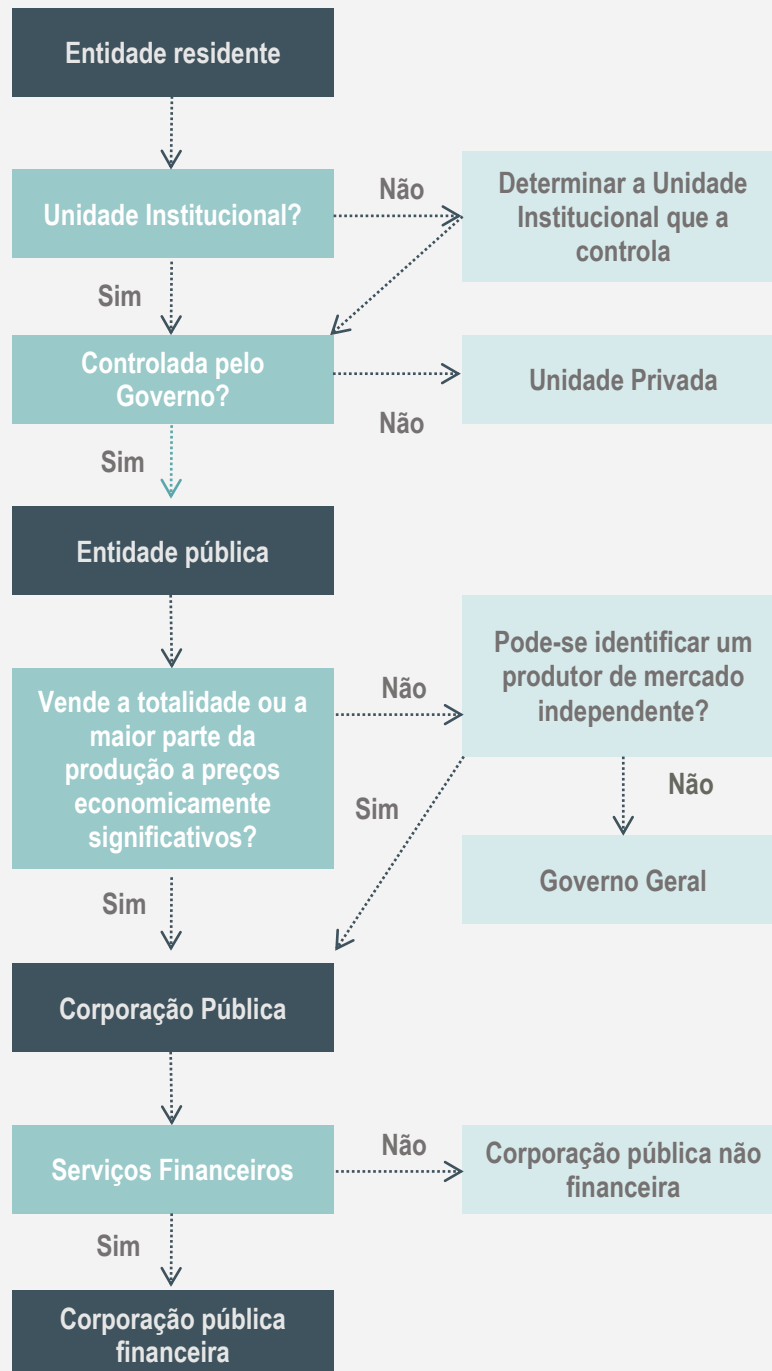 Entidade residente
Unidade Institucional?
Não
Determinar a Unidade
Institucional que a
controla
Sim
Controlada pelo
Governo?
Não
Unidade Privada
Sim
Entidade pública
Vende a totalidade ou a
maior parte da
produção a preços
economicamente
significativos?
Não
Pode-se identificar um
produtor de mercado
independente?
Sim
Não
Governo Geral
Sim
Corporação Pública
Serviços Financeiros
Não
Corporação pública não
financeira
Sim
Corporação pública
financeira